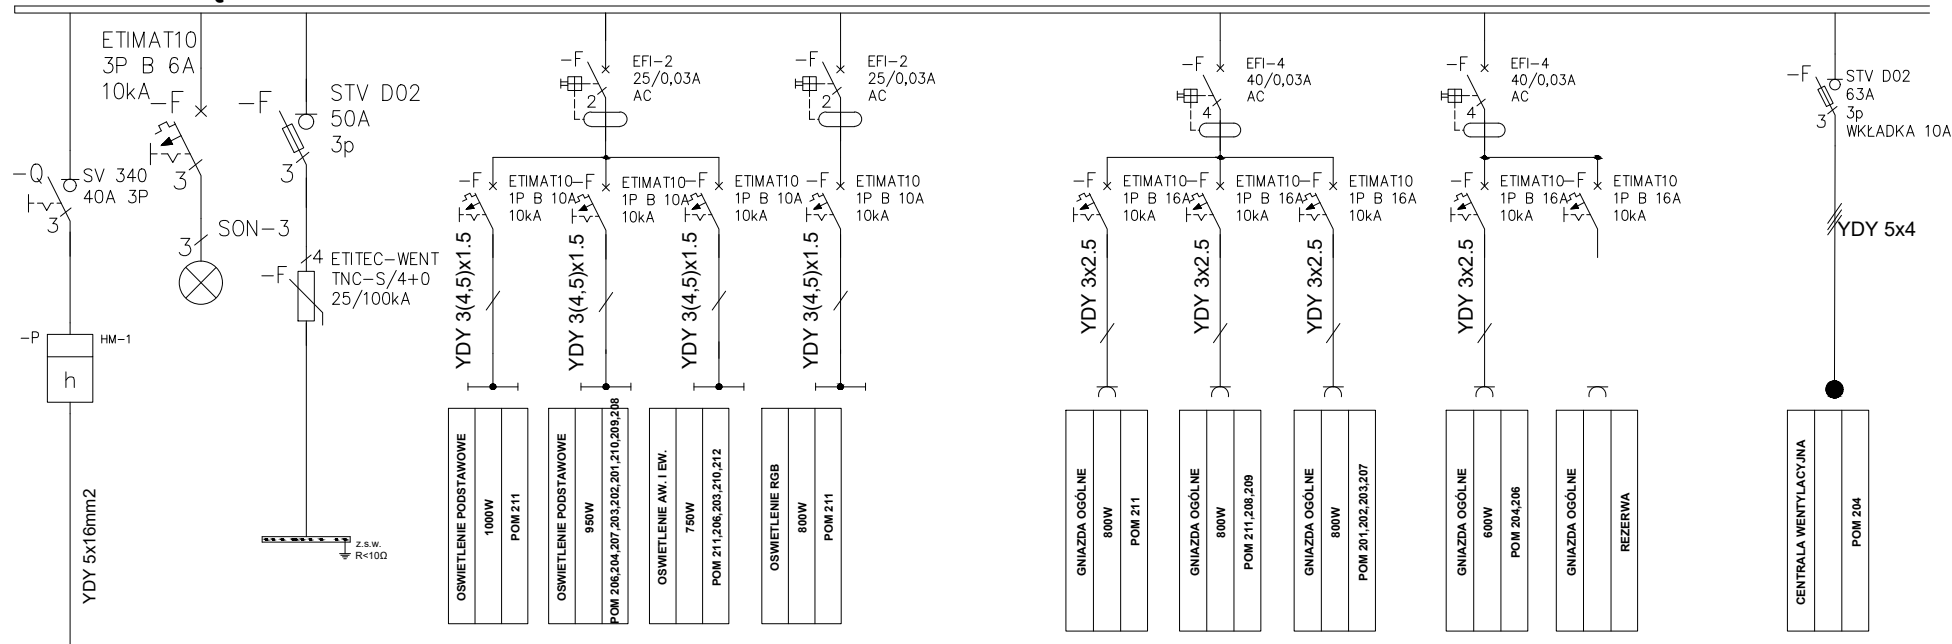 ETIMAT10
3P B 6A
10kA
-F
-F
STV D02
50A
3p
3
-Q
SV 340
40A 3P
3
3
3
SON-3
4
ETITEC-WENT
TNC-S/4+0
25/100kA
-F
-P
HM-1
h
YDY 5x16mm2
z.s.w.
R<10Ω
-F
EFI-2
25/0,03A
AC
2
-F
EFI-2
25/0,03A
AC
2
-F
EFI-4
40/0,03A
AC
4
-F
EFI-4
40/0,03A
AC
4
-F
STV D02
63A
3p
WKŁADKA 10A
3
-F
ETIMAT10
1P B 10A
10kA
-F
ETIMAT10
1P B 10A
10kA
-F
ETIMAT10
1P B 10A
10kA
-F
ETIMAT10
1P B 10A
10kA
-F
ETIMAT10
1P B 16A
10kA
-F
ETIMAT10
1P B 16A
10kA
-F
ETIMAT10
1P B 16A
10kA
-F
ETIMAT10
1P B 16A
10kA
-F
ETIMAT10
1P B 16A
10kA
YDY 3(4,5)x1.5
YDY 3(4,5)x1.5
YDY 3(4,5)x1.5
YDY 3(4,5)x1.5
YDY 3x2.5
YDY 3x2.5
YDY 3x2.5
YDY 3x2.5
YDY 5x4
OSWIETLENIE PODSTAWOWE
1000W
POM 211
OSWIETLENIE PODSTAWOWE
950W
POM 206,204,207,203,202,201,210,209,208
OSWIETLENIE AW. I EW.
750W
POM 211,206,203,210,212
OSWIETLENIE RGB
800W
POM 211
GNIAZDA OGÓLNE
800W
POM 211
GNIAZDA OGÓLNE
800W
POM 211,208,209
GNIAZDA OGÓLNE
800W
POM 201,202,203,207
GNIAZDA OGÓLNE
600W
POM 204,206
GNIAZDA OGÓLNE
REZERWA
CENTRALA WENTYLACYJNA
POM 204